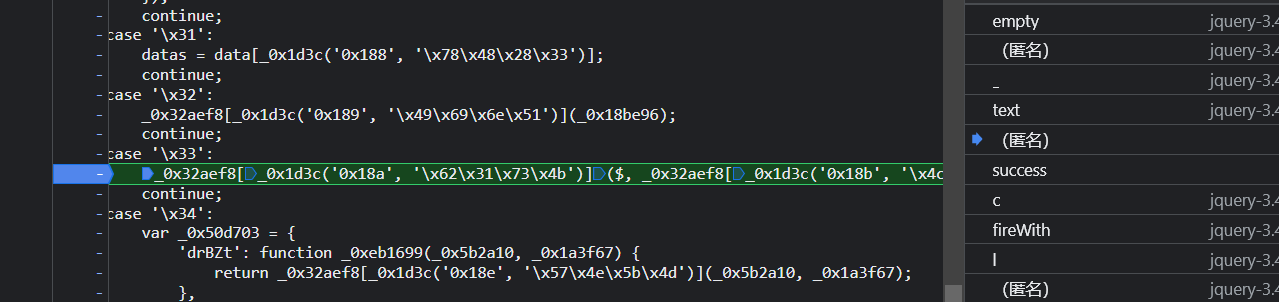 });
continue;
case '\x31':
datas = data[_0x1d3c('0x188', '\x78\x48\x28\x33')];
continue;
case '\x32':
_0x32aef8[_0x1d3c('0x189', '\x49\x69\x6e\x51')](_0x18be96);
continue;
case '\x33':
_0x32aef8[_0x1d3c('0x18a', '\x62\x31\x73\x4b')]($, _0x32aef8[_0x1d3c('0x18b', '\x4c
continue;
case '\x34':
var _0x50d703 = {
'drBZt': function _0xeb1699(_0x5b2a10, _0x1a3f67) {
return _0x32aef8[_0x1d3c('0x18e', '\x57\x4e\x5b\x4d')](_0x5b2a10, _0x1a3f67);
},
empty jquery-3.4
(匿名) jquery-3.4
_ jquery-3.4
text jquery-3.4
(匿名)
success
c jquery-3.4
fireWith jquery-3.4
l jquery-3.4
(匿名) jquery-3.4